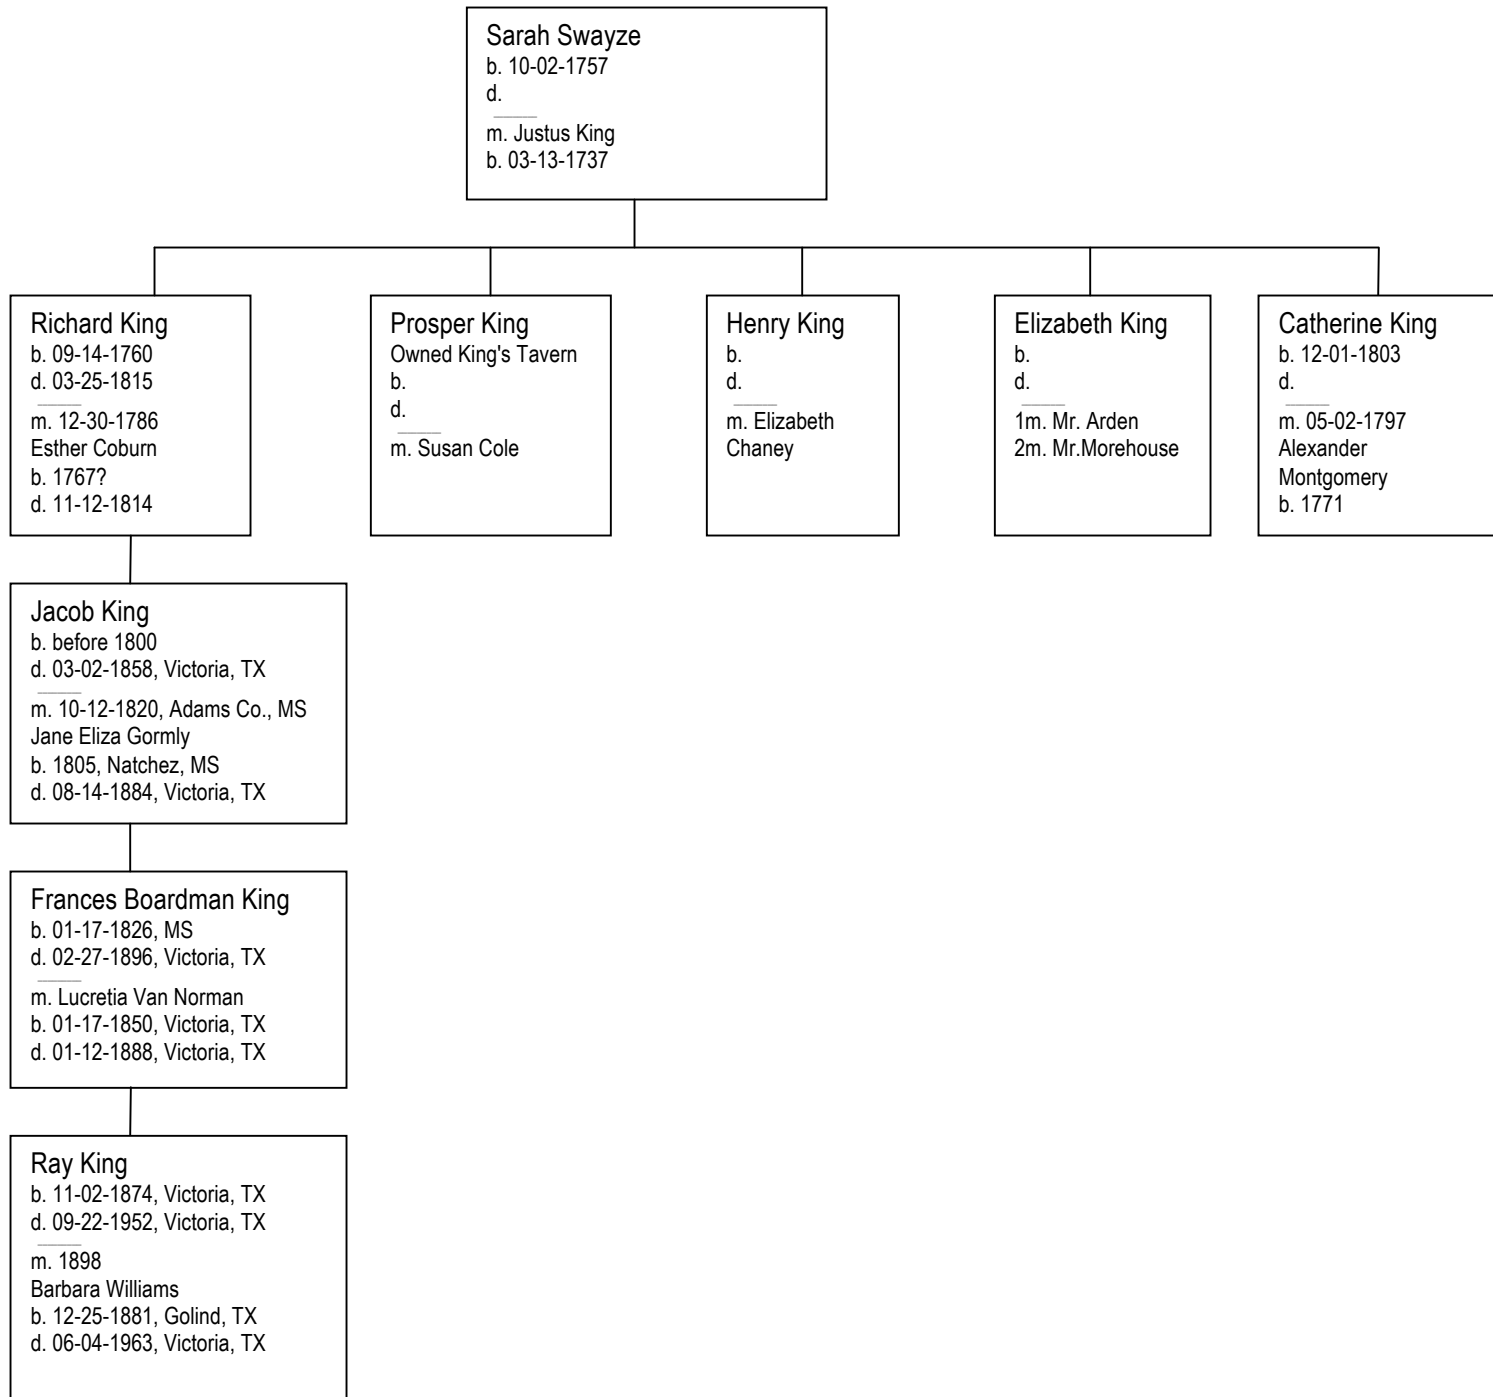 Sarah Swayze
b. 10-02-1757
d.
m. Justus King
b. 03-13-1737
Richard King
b. 09-14-1760
d. 03-25-1815
m. 12-30-1786
Esther Coburn
b. 1767?
d. 11-12-1814
Prosper King
Owned King's Tavern
b.
d.
m. Susan Cole
Henry King
b.
d.
m. Elizabeth
Chaney
Elizabeth King
b.
d.
1m. Mr. Arden
2m. Mr.Morehouse
Catherine King
b. 12-01-1803
d.
m. 05-02-1797
Alexander
Montgomery
b. 1771
Jacob King
b. before 1800
d. 03-02-1858, Victoria, TX
m. 10-12-1820, Adams Co., MS
Jane Eliza Gormly
b. 1805, Natchez, MS
d. 08-14-1884, Victoria, TX
Frances Boardman King
b. 01-17-1826, MS
d. 02-27-1896, Victoria, TX
m. Lucretia Van Norman
b. 01-17-1850, Victoria, TX
d. 01-12-1888, Victoria, TX
Ray King
b. 11-02-1874, Victoria, TX
d. 09-22-1952, Victoria, TX
m. 1898
Barbara Williams
b. 12-25-1881, Golind, TX
d. 06-04-1963, Victoria, TX